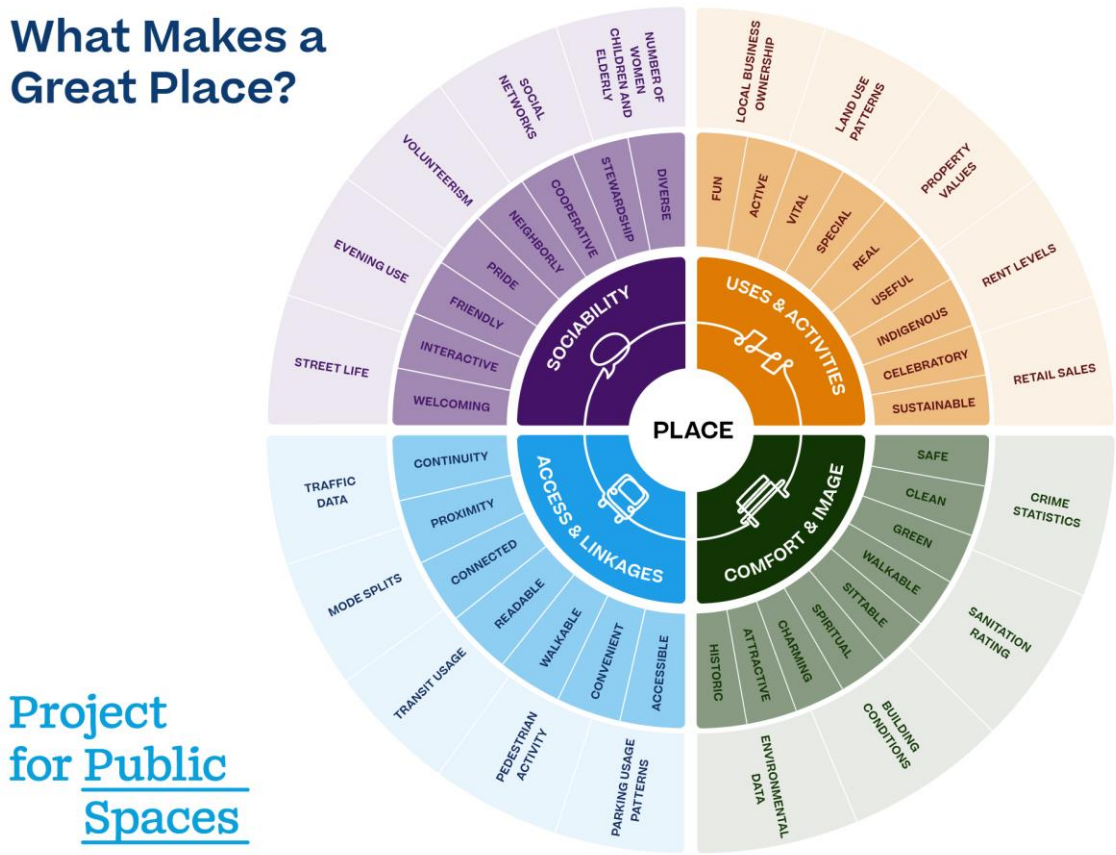 What Makes a
Great Place?
PLACE
SOCIABILITY
USES & ACTIVITIES
COMFORT & IMAGE
ACCESS & LINKAGES
WELCOMING
INTERACTIVE
FRIENDLY
PRIDE
NEIGHBORLY
COOPERATIVE
STEWARDSHIP
DIVERSE
STREET LIFE
EVENING USE
VOLUNTEERISM
SOCIAL
NETWORKS
NUMBER OF
WOMEN
CHILDREN AND
ELDERLY
FUN
ACTIVE
VITAL
SPECIAL
REAL
USEFUL
INDIGENOUS
CELEBRATORY
SUSTAINABLE
LOCAL BUSINESS
OWNERSHIP
LAND USE
PATTERNS
PROPERTY
VALUES
RENT LEVELS
RETAIL SALES
SAFE
CLEAN
GREEN
WALKABLE
SITTABLE
SPIRITUAL
CHARMING
ATTRACTIVE
HISTORIC
CRIME
STATISTICS
SANITATION
RATING
BUILDING
CONDITIONS
ENVIRONMENTAL
DATA
CONTINUITY
PROXIMITY
CONNECTED
READABLE
WALKABLE
CONVENIENT
ACCESSIBLE
TRAFFIC
DATA
MODE SPLITS
TRANSIT USAGE
PEDESTRIAN
ACTIVITY
PARKING USAGE
PATTERNS
Project
for Public
Spaces